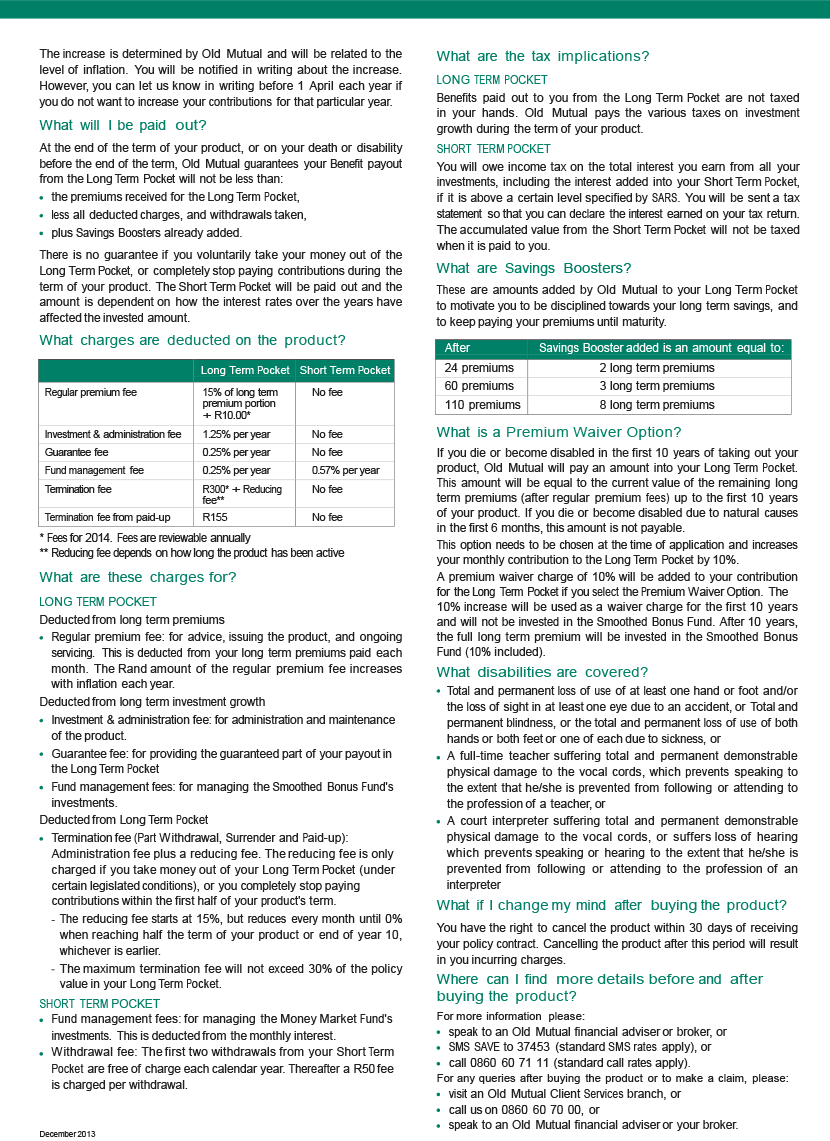 The increase is determined by Old Mutual and will be related to the
level of inflation. You will be notified in writing about the increase.
However, you can let us know in writing before 1 April each year if
you do not want to increase your contributions for that particular year.
What will I be paid out?
At the end of the term of your product, or on your death or disability
before the end of the term, Old Mutual guarantees your Benefit payout
from the Long Term Pocket will not be less than:
• the premiums received for the Long Term Pocket,
• less all deducted charges, and withdrawals taken,
• plus Savings Boosters already added.
There is no guarantee if you voluntarily take your money out of the
Long Term Pocket, or completely stop paying contributions during the
term of your product. The Short Term Pocket will be paid out and the
amount is dependent on how the interest rates over the years have
affected the invested amount.
What charges are deducted on the product?
Long Term Pocket Short Term Pocket
Regular premium fee 15% of long term No fee
premium portion
+ R10.00*
Investment & administration fee 1.25% per year No fee
Guarantee fee 0.25% per year No fee
Fund management fee 0.25% per year 0.57% per year
Termination fee R300* + Reducing No fee
fee**
Termination fee from paid-up R155 No fee
* Fees for 2014. Fees are reviewable annually
** Reducing fee depends on how long the product has been active
What are these charges for?
LONG TERM POCKET
Deducted from long term premiums
• Regular premium fee: for advice, issuing the product, and ongoing
servicing. This is deducted from your long term premiums paid each
month. The Rand amount of the regular premium fee increases
with inflation each year.
Deducted from long term investment growth
• Investment & administration fee: for administration and maintenance
of the product.
• Guarantee fee: for providing the guaranteed part of your payout in
the Long Term Pocket
• Fund management fees: for managing the Smoothed Bonus Fund's
investments.
Deducted from Long Term Pocket
• Termination fee (Part Withdrawal, Surrender and Paid-up):
Administration fee plus a reducing fee. The reducing fee is only
charged if you take money out of your Long Term Pocket (under
certain legislated conditions), or you completely stop paying
contributions within the first half of your product's term.
- The reducing fee starts at 15%, but reduces every month until 0%
when reaching half the term of your product or end of year 10,
whichever is earlier.
- The maximum termination fee will not exceed 30% of the policy
value in your Long Term Pocket.
SHORT TERM POCKET
• Fund management fees: for managing the Money Market Fund's
investments. This is deducted from the monthly interest.
• Withdrawal fee: The first two withdrawals from your Short Term
Pocket are free of charge each calendar year. Thereafter a R50 fee
is charged per withdrawal.
December 2013
What are the tax implications?
LONG TERM POCKET
Benefits paid out to you from the Long Term Pocket are not taxed
in your hands. Old Mutual pays the various taxes on investment
growth during the term of your product.
SHORT TERM POCKET
You will owe income tax on the total interest you earn from all your
investments, including the interest added into your Short Term Pocket,
if it is above a certain level specified by SARS. You will be sent a tax
statement so that you can declare the interest earned on your tax return.
The accumulated value from the Short Term Pocket will not be taxed
when it is paid to you.
What are Savings Boosters?
These are amounts added by Old Mutual to your Long Term Pocket
to motivate you to be disciplined towards your long term savings, and
to keep paying your premiums until maturity.
After Savings Booster added is an amount equal to:
24 premiums 2 long term premiums
60 premiums 3 long term premiums
110 premiums 8 long term premiums
What is a Premium Waiver Option?
If you die or become disabled in the first 10 years of taking out your
product, Old Mutual will pay an amount into your Long Term Pocket.
This amount will be equal to the current value of the remaining long
term premiums (after regular premium fees) up to the first 10 years
of your product. If you die or become disabled due to natural causes
in the first 6 months, this amount is not payable.
This option needs to be chosen at the time of application and increases
your monthly contribution to the Long Term Pocket by 10%.
A premium waiver charge of 10% will be added to your contribution
for the Long Term Pocket if you select the Premium Waiver Option. The
10% increase will be used as a waiver charge for the first 10 years
and will not be invested in the Smoothed Bonus Fund. After 10 years,
the full long term premium will be invested in the Smoothed Bonus
Fund (10% included).
What disabilities are covered?
• Total and permanent loss of use of at least one hand or foot and/or
the loss of sight in at least one eye due to an accident, or Total and
permanent blindness, or the total and permanent loss of use of both
hands or both feet or one of each due to sickness, or
• A full-time teacher suffering total and permanent demonstrable
physical damage to the vocal cords, which prevents speaking to
the extent that he/she is prevented from following or attending to
the profession of a teacher, or
• A court interpreter suffering total and permanent demonstrable
physical damage to the vocal cords, or suffers loss of hearing
which prevents speaking or hearing to the extent that he/she is
prevented from following or attending to the profession of an
interpreter
What if I change my mind after buying the product?
You have the right to cancel the product within 30 days of receiving
your policy contract. Cancelling the product after this period will result
in you incurring charges.
Where can I find more details before and after
buying the product?
For more information please:
• speak to an Old Mutual financial adviser or broker, or
• SMS SAVE to 37453 (standard SMS rates apply), or
• call 0860 60 71 11 (standard call rates apply).
For any queries after buying the product or to make a claim, please:
• visit an Old Mutual Client Services branch, or
• call us on 0860 60 70 00, or
• speak to an Old Mutual financial adviser or your broker.